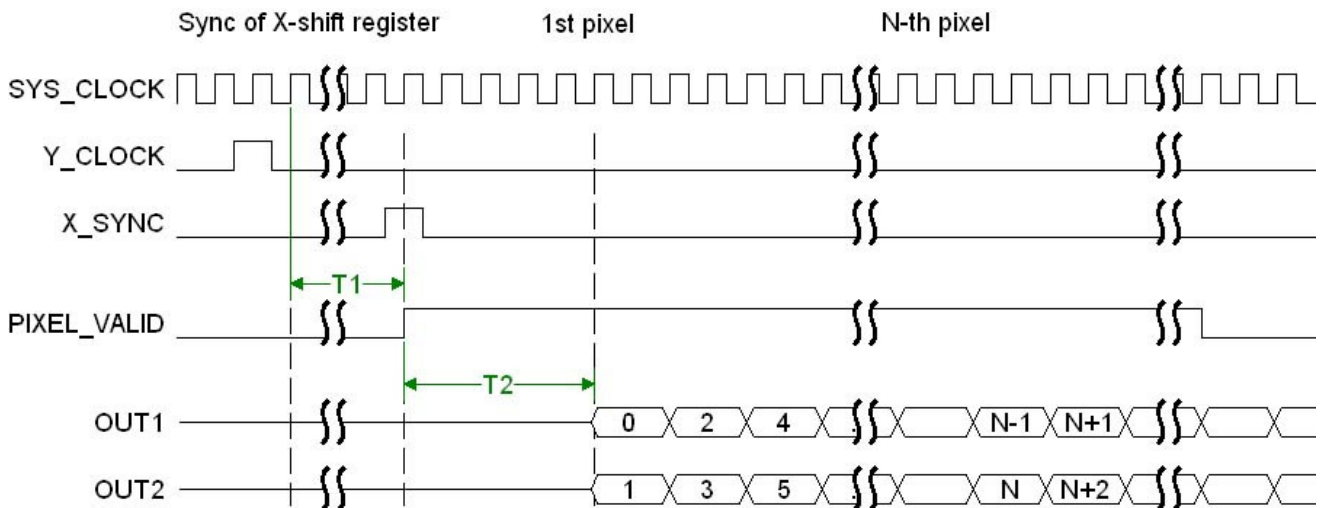 Sync of X-shift register 1st pixel N-th pixel
SYS_CLOCK
Y_CLOCK
X_SYNC
T1
PIXEL_VALID
T2
OUT1 0 2 4 N-1 N+1
OUT2 1 3 5 N N+2